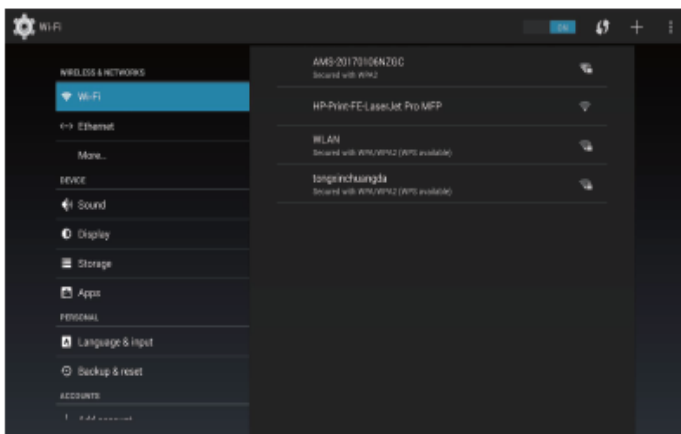 Wi-Fi
ON
WIRELESS & NETWORKS
Wi-Fi
Ethernet
More...
DEVICE
Sound
Display
Storage
Apps
PERSONAL
Language & input
Backup & reset
ACCOUNTS
Add account
AMS-20170106NZGC
Secured with WPA2
HP-Print-FE-LaserJet Pro MFP
WLAN
Secured with WPA/WPA2 (WPS available)
tongxinchuangda
Secured with WPA/WPA2 (WPS available)